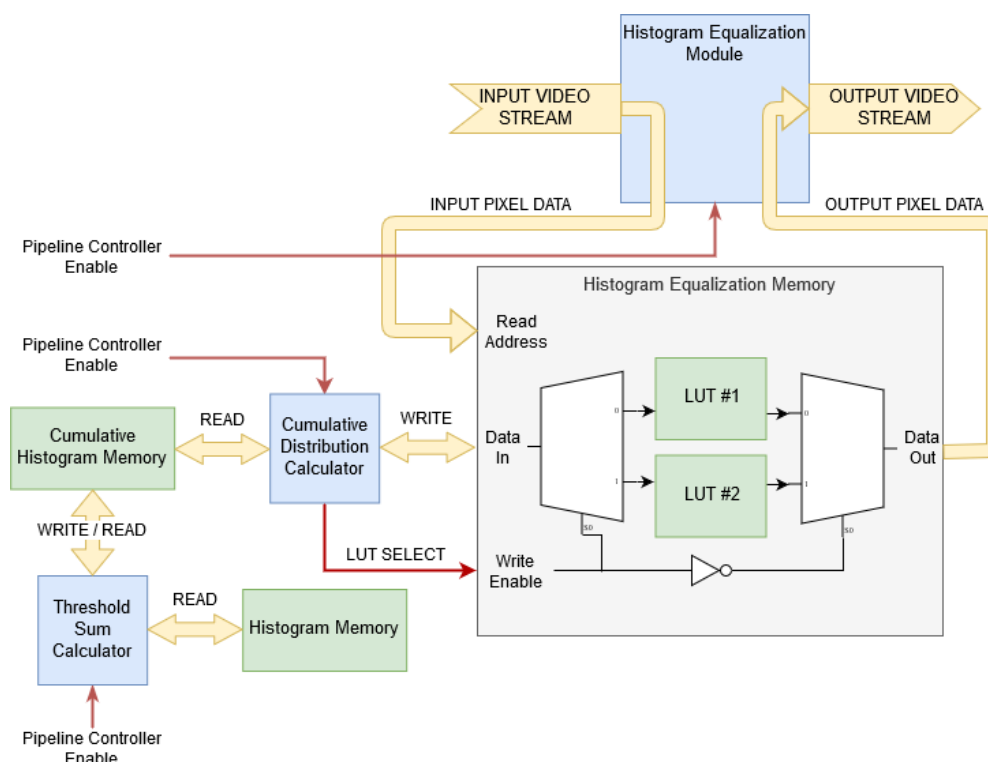 Histogram Equalization
Module
INPUT VIDEO
STREAM
OUTPUT VIDEO
STREAM
INPUT PIXEL DATA
OUTPUT PIXEL DATA
Pipeline Controller
Enable
Histogram Equalization Memory
Read
Address
Pipeline Controller
Enable
Cumulative
Histogram Memory
READ
Cumulative
Distribution
Calculator
WRITE
Data
In
0
1
SD
LUT #1
LUT #2
0
1
SD
Data
Out
WRITE / READ
LUT SELECT
Write
Enable
Threshold
Sum
Calculator
READ
Histogram Memory
Pipeline Controller
Enable